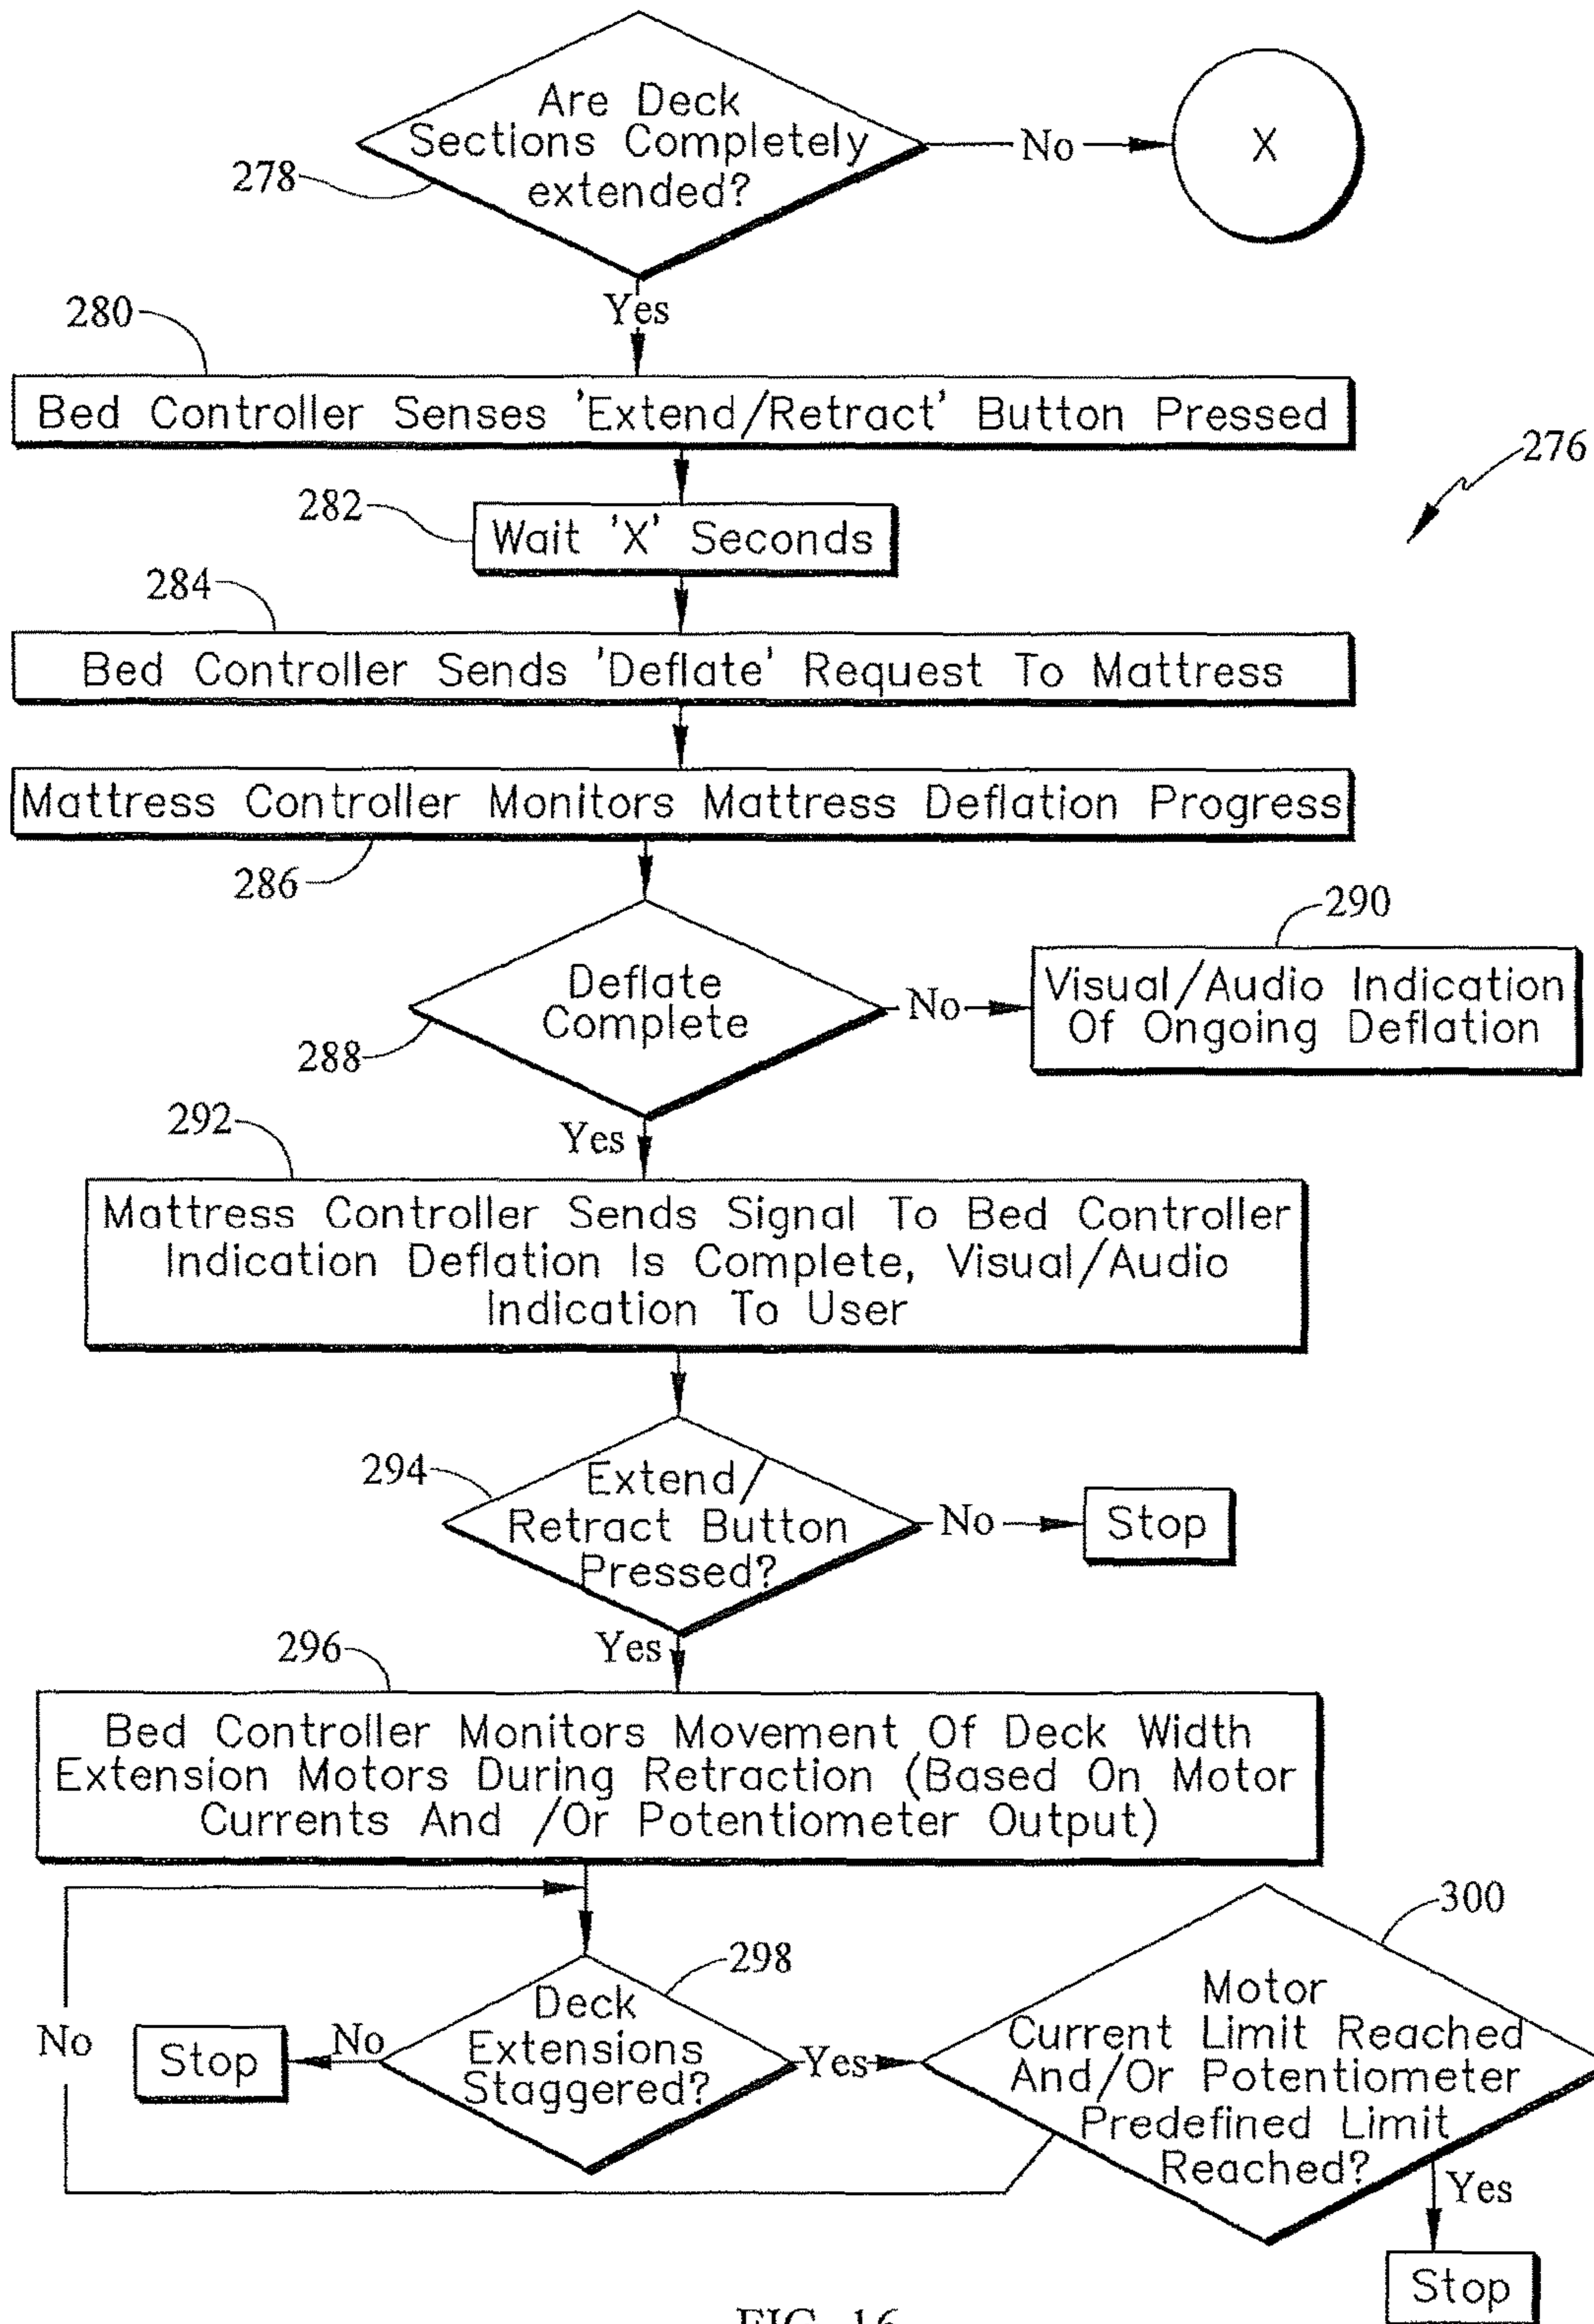 Are Deck
Sections Completely
extended?
278
No
X
Yes
280
Bed Controller Senses 'Extend/Retract' Button Pressed
276
282
Wait 'X' Seconds
284
Bed Controller Sends 'Deflate' Request To Mattress
Mattress Controller Monitors Mattress Deflation Progress
286
290
Deflate
Complete
288
No
Visual/Audio Indication
Of Ongoing Deflation
Yes
292
Mattress Controller Sends Signal To Bed Controller
Indication Deflation Is Complete, Visual/Audio
Indication To User
294
Extend/
Retract Button
Pressed?
No
Stop
Yes
296
Bed Controller Monitors Movement Of Deck Width
Extension Motors During Retraction (Based On Motor
Currents And /Or Potentiometer Output)
300
298
No
Stop
No
Deck
Extensions
Staggered?
Yes
Motor
Current Limit Reached
And/Or Potentiometer
Predefined Limit
Reached?
Yes
Stop
FIG. 16